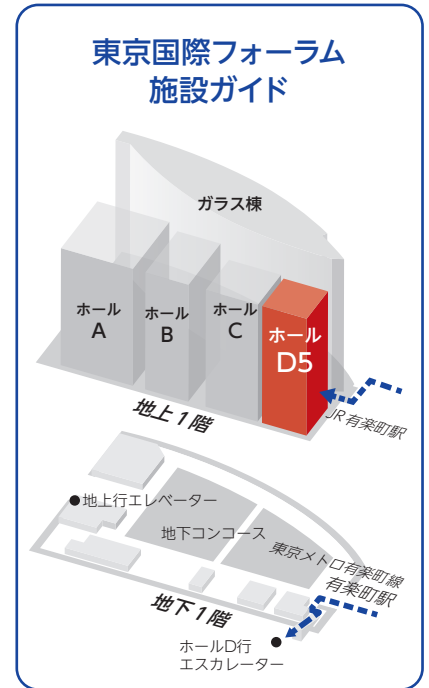 東京国際フォーラム
施設ガイド
ガラス棟
ホール
A
ホール
B
ホール
C
ホール
D5
地上1階
JR有楽町駅
地上行エレベーター
地下コンコース
東京メトロ有楽町線
有楽町駅
地下1階
ホールD行
エスカレーター